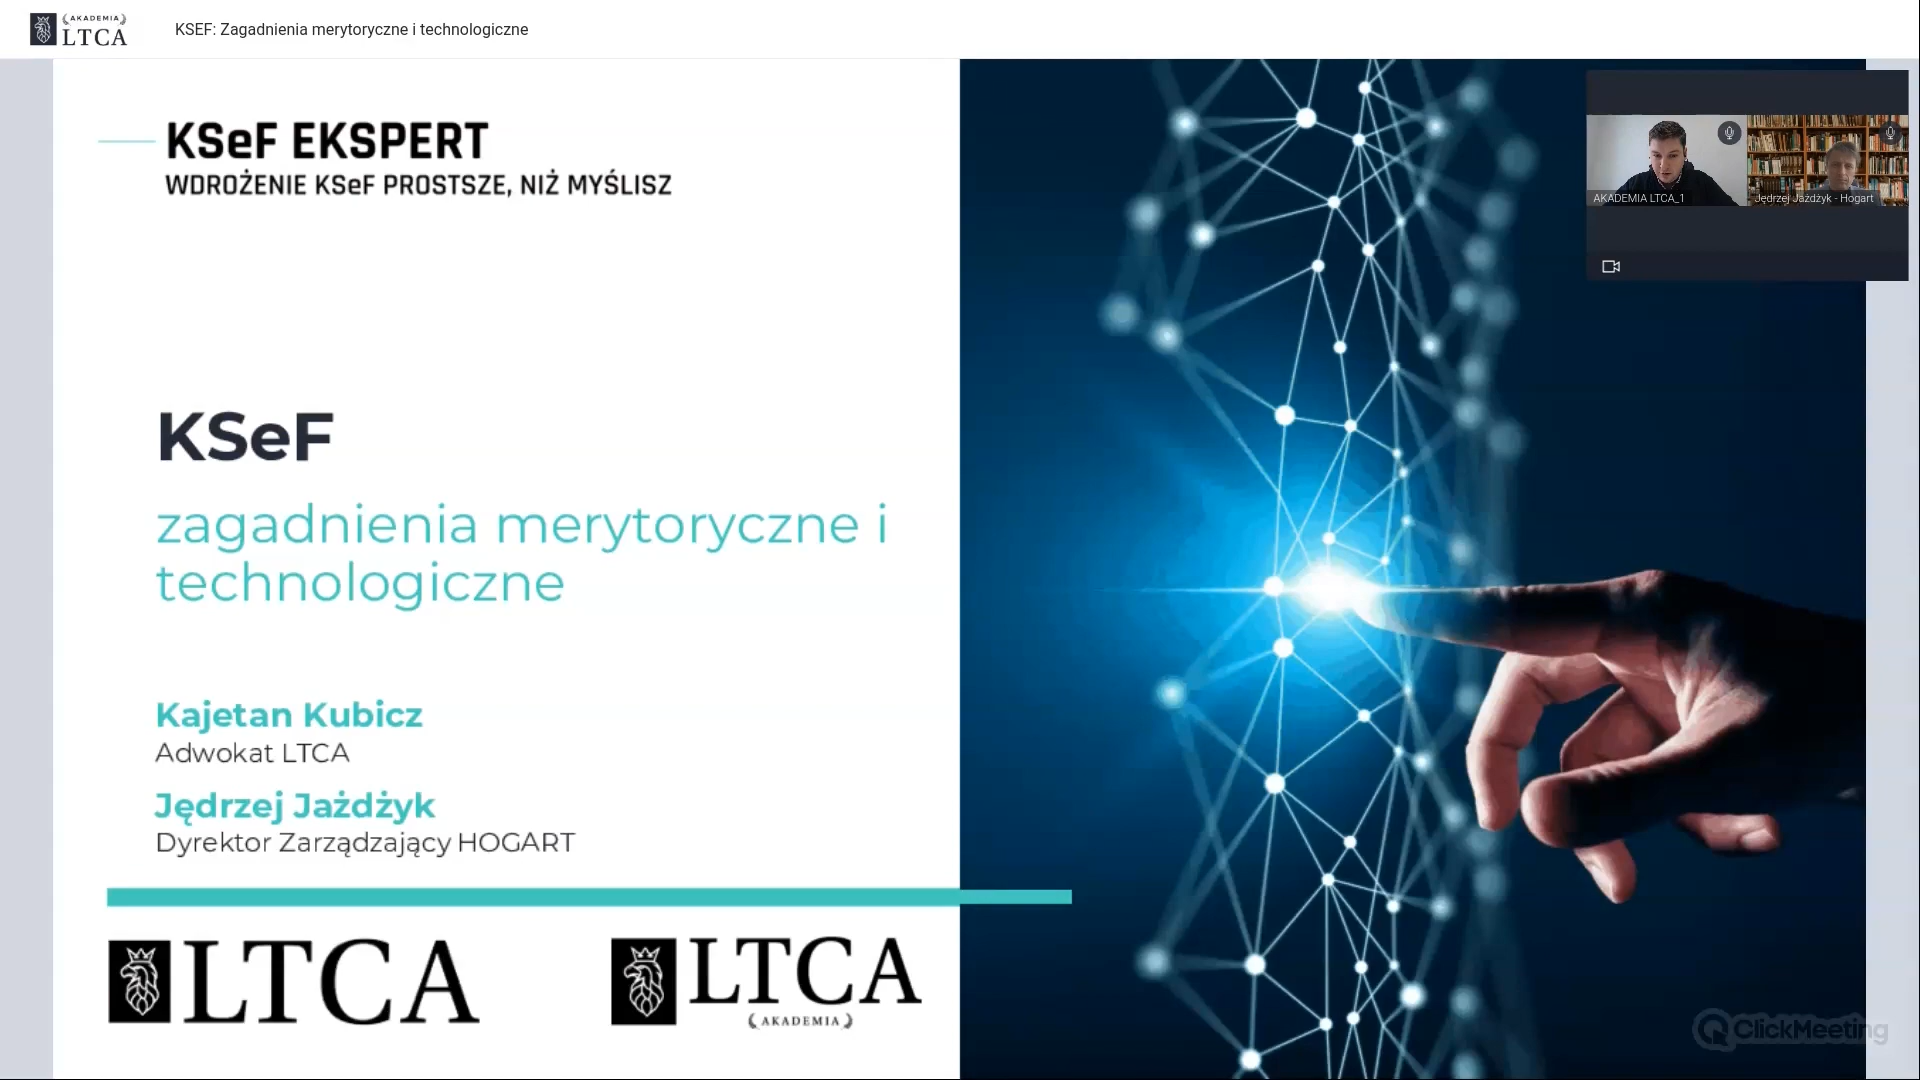 AKADEMIA
LTCA
KSEF: Zagadnienia merytoryczne i technologiczne
KSeF EKSPERT
WDROŻENIE KSeF PROSTSZE, NIŻ MYŚLISZ
AKADEMIA LTCA_1
Jędrzej Jażdżyk - Hogart
KSeF
zagadnienia merytoryczne i
technologiczne
Kajetan Kubicz
Adwokat LTCA
Jędrzej Jażdżyk
Dyrektor Zarządzający HOGART
LTCA
LTCA
AKADEMIA
ClickMeeting